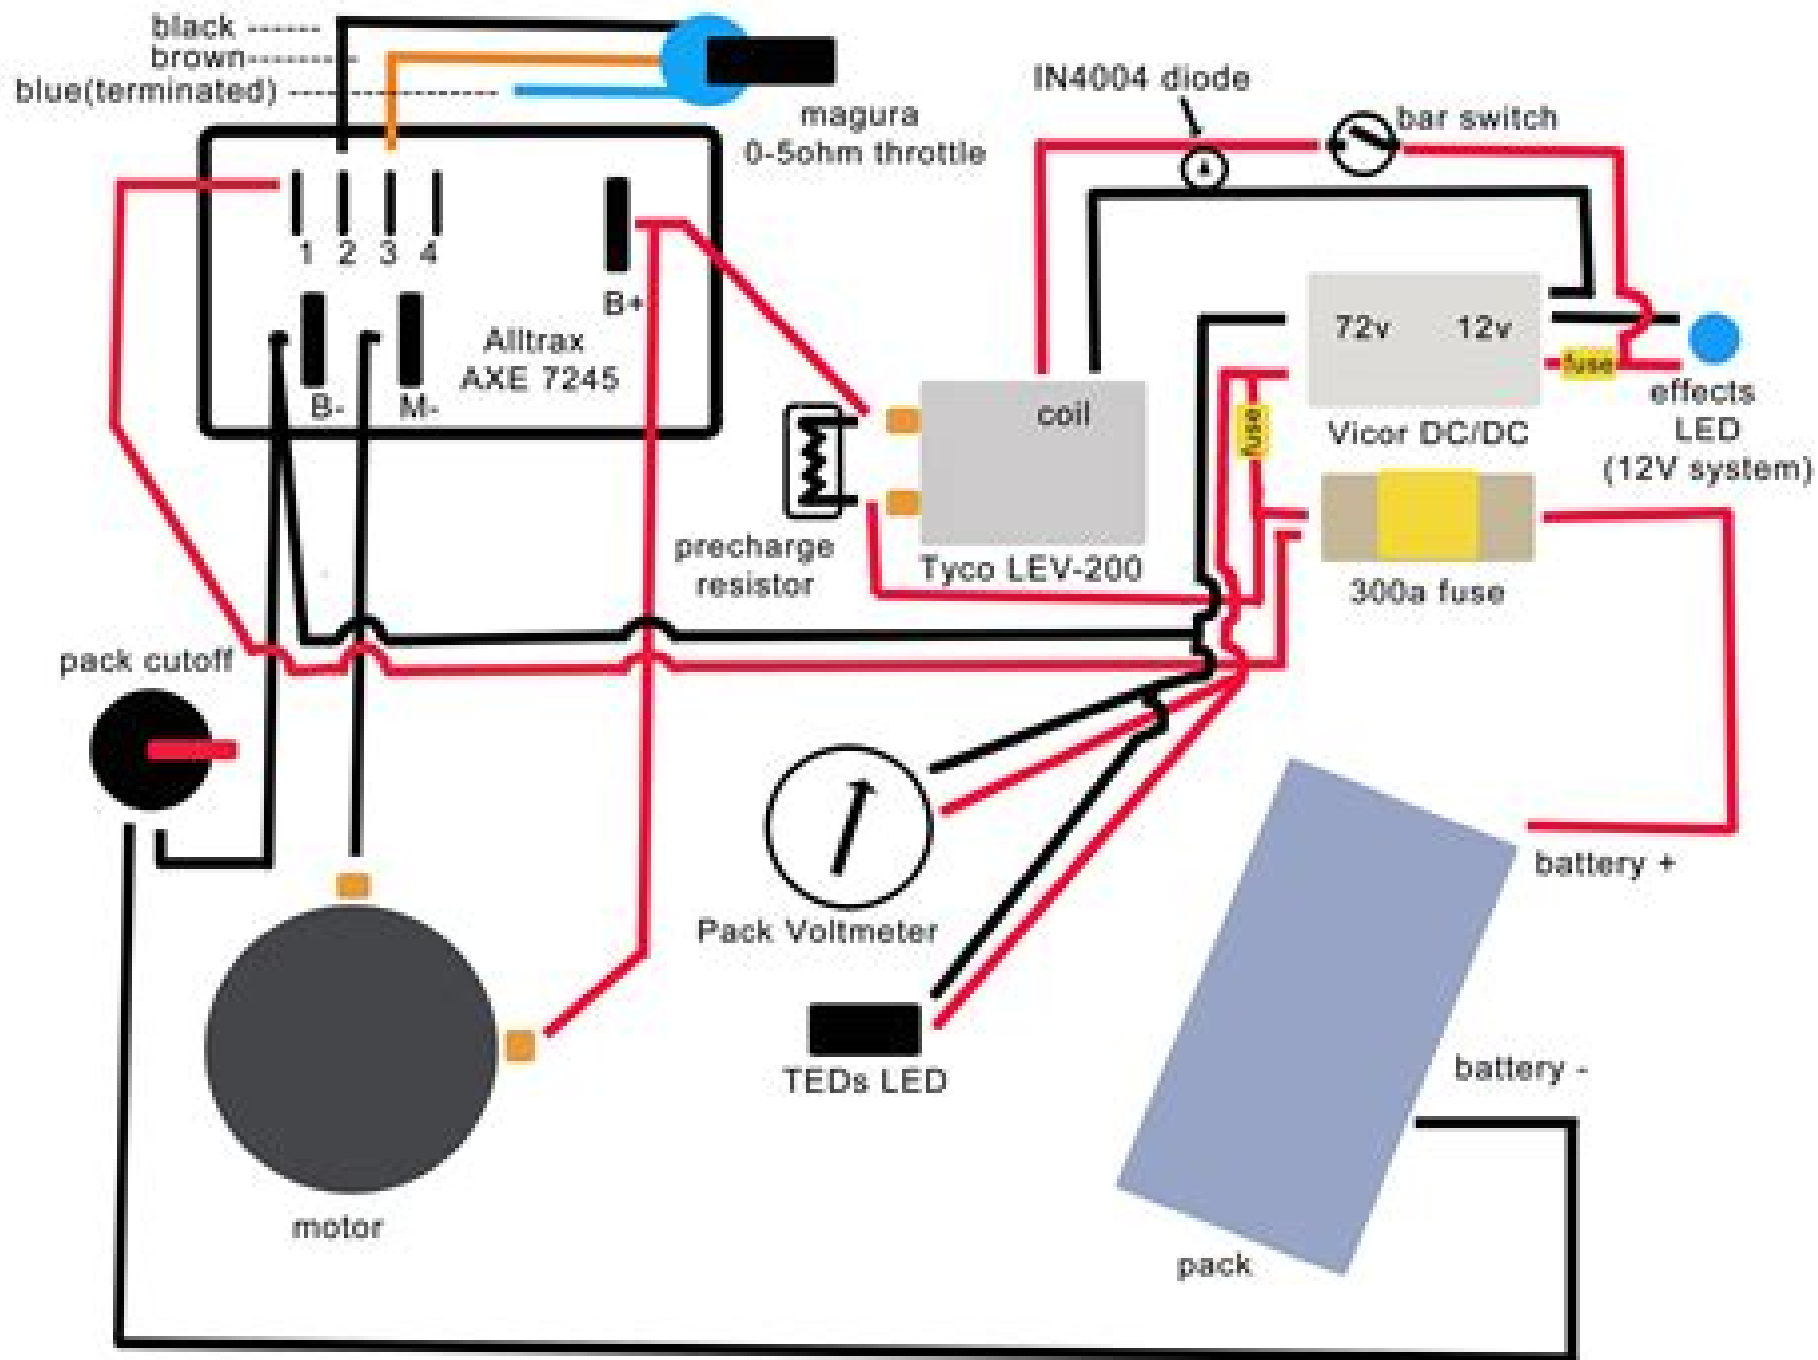 black
brown
blue(terminated)
magura
0-5ohm throttle
IN4004 diode
bar switch
1 2 3 4
B+
Alltrax
AXE 7245
B- M-
coil
72v 12v
fuse
effects
LED
(12V system)
fuse
Vicor DC/DC
precharge
resistor
Tyco LEV-200
300a fuse
pack cutoff
battery +
Pack Voltmeter
battery -
TEDs LED
motor
pack